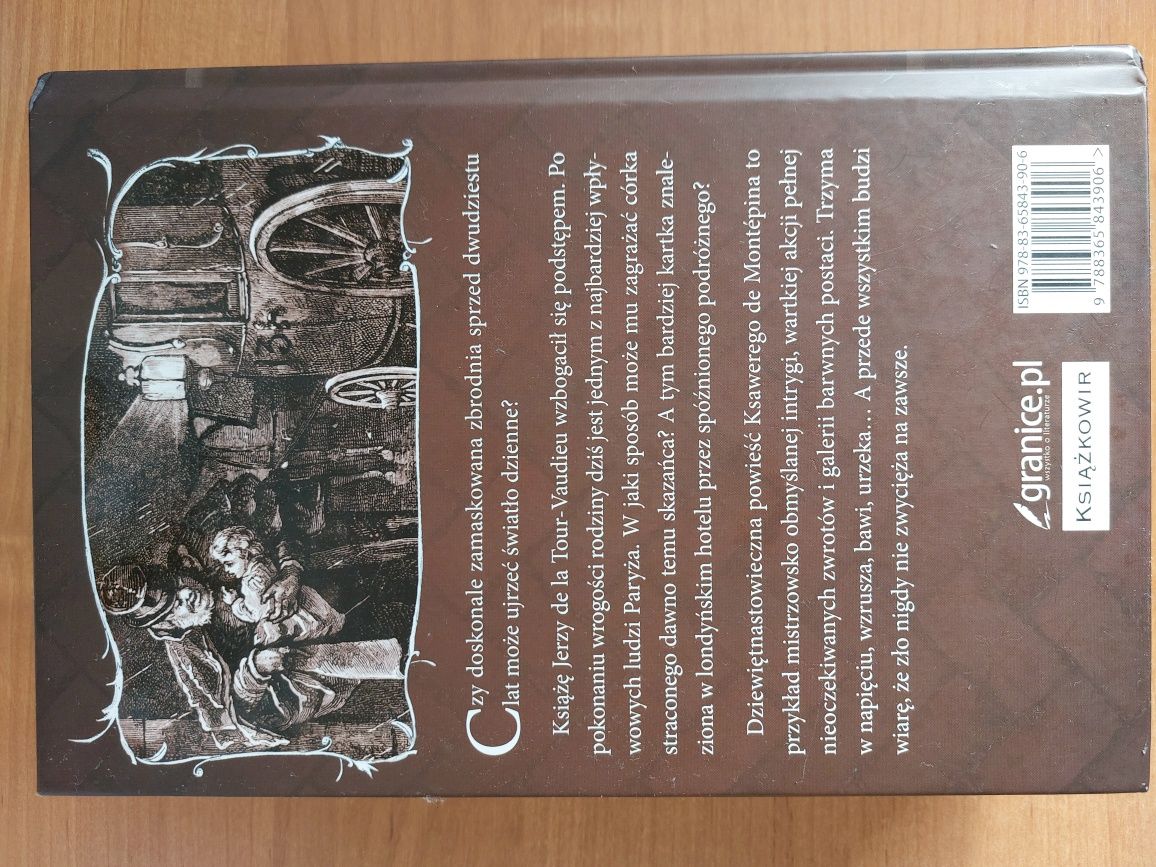 Czy doskonale zamaskowana zbrodnia sprzed dwudziestu
lat może ujrzeć światło dzienne?
Książę Jerzy de la Tour-Vaudieu wzbogacił się podstępem. Po
pokonaniu wrogości rodziny dziś jest jednym z najbardziej wpły-
wowych ludzi Paryża. W jaki sposób może mu zagrażać córka
straconego dawno temu skazańca? A tym bardziej kartka znale-
ziona w londyńskim hotelu przez spóźnionego podróżnego?
Dziewiętnastowieczna powieść Ksawerego de Montépina to
przykład mistrzowsko obmyślanej intrygi, wartkiej akcji pełnej
nieoczekiwanych zwrotów i galerii barwnych postaci. Trzyma
w napięciu, wzrusza, bawi, urzeka… A przede wszystkim budzi
wiarę, że zło nigdy nie zwycięża na zawsze.
granice.pl
wszystko o literaturze
KSIĄŻKOWIR
ISBN 978-83-65843-90-6
9 788365 843906 >